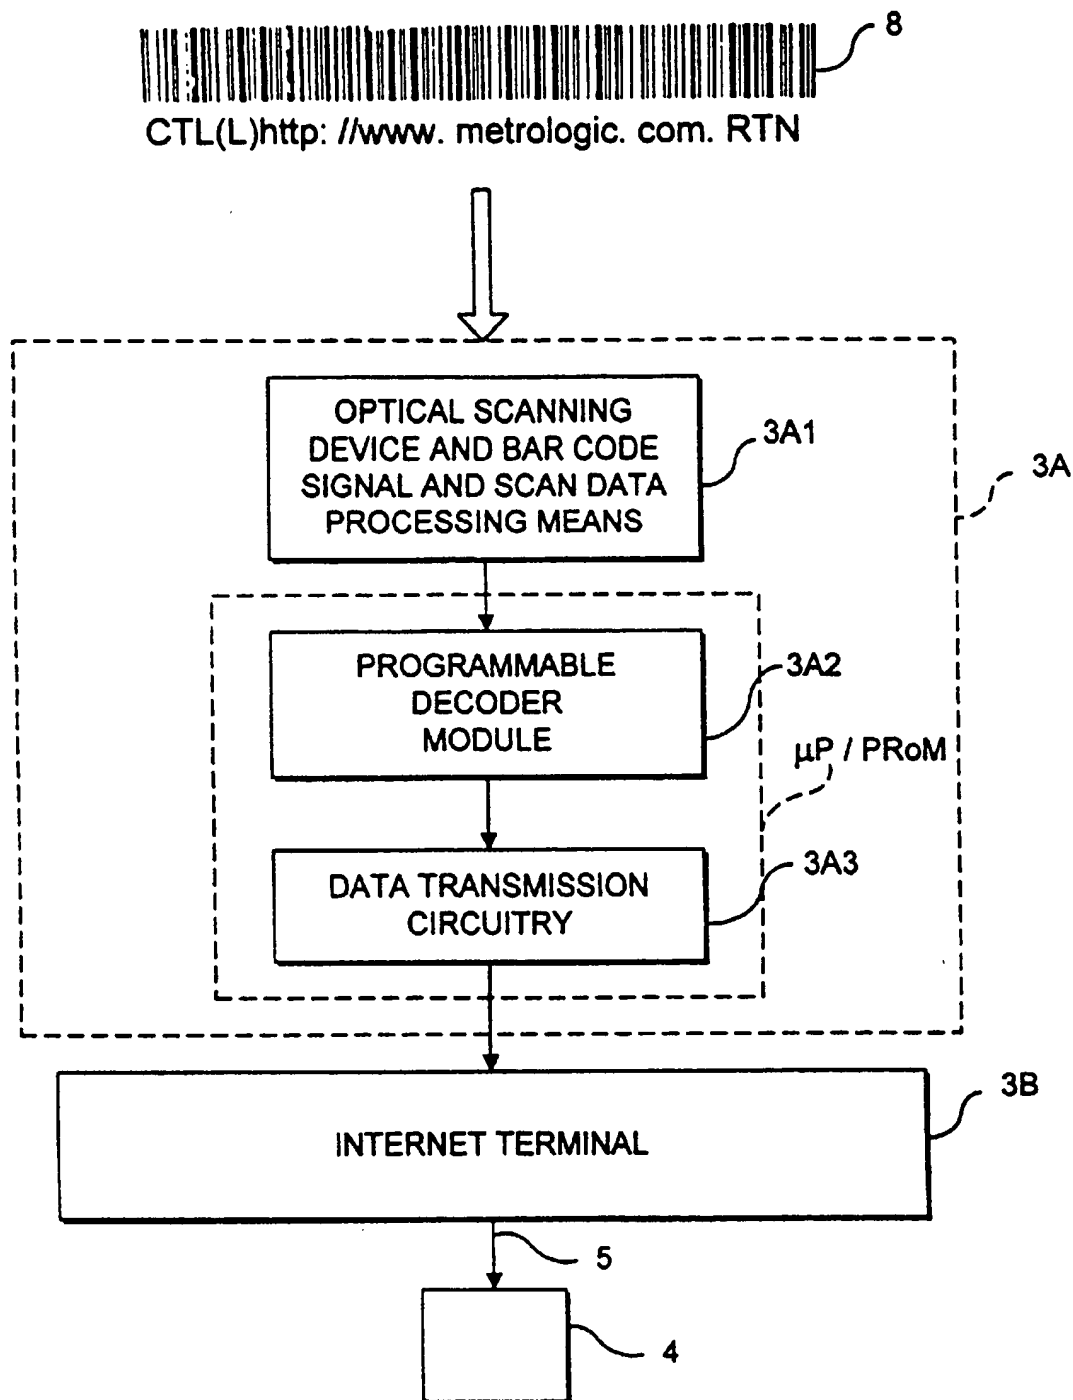 8
CTL(L)http: //www. metrologic. com. RTN
OPTICAL SCANNING
DEVICE AND BAR CODE
SIGNAL AND SCAN DATA
PROCESSING MEANS
3A1
3A
PROGRAMMABLE
DECODER
MODULE
3A2
µP / PRoM
DATA TRANSMISSION
CIRCUITRY
3A3
INTERNET TERMINAL
3B
5
4